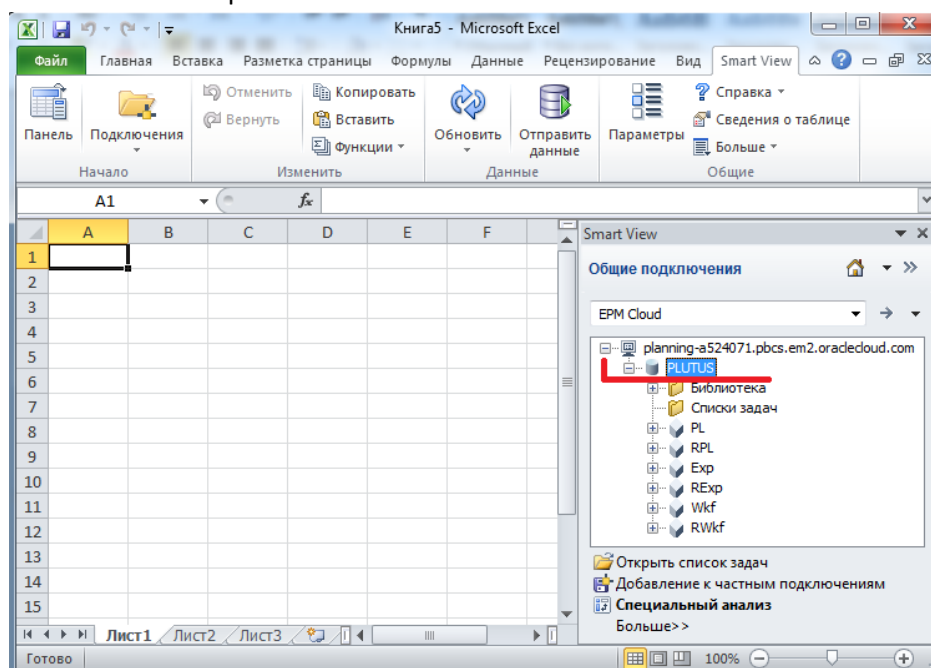 Книга5 - Microsoft Excel
Файл Главная Вставка Разметка страницы Формулы Данные Рецензирование Вид Smart View
Отменить Копировать Справка
Вернуть Вставить Сведения о таблице
Панель Подключения Функции Обновить Отправить данные Параметры Больше
Начало Изменить Данные Общие
A1 fx
A B C D E F
Smart View
1
Общие подключения
2
3
EPM Cloud
4
planning-a524071.pbcs.em2.oraclecloud.com
5
PLUTUS
6
Библиотека
7
Списки задач
8
PL
9
RPL
10
Exp
RExp
11
Wkf
12
RWkf
13
Открыть список задач
14
Добавление к частным подключениям
15
Специальный анализ
Больше>>
Лист1 Лист2 Лист3
Готово 100%